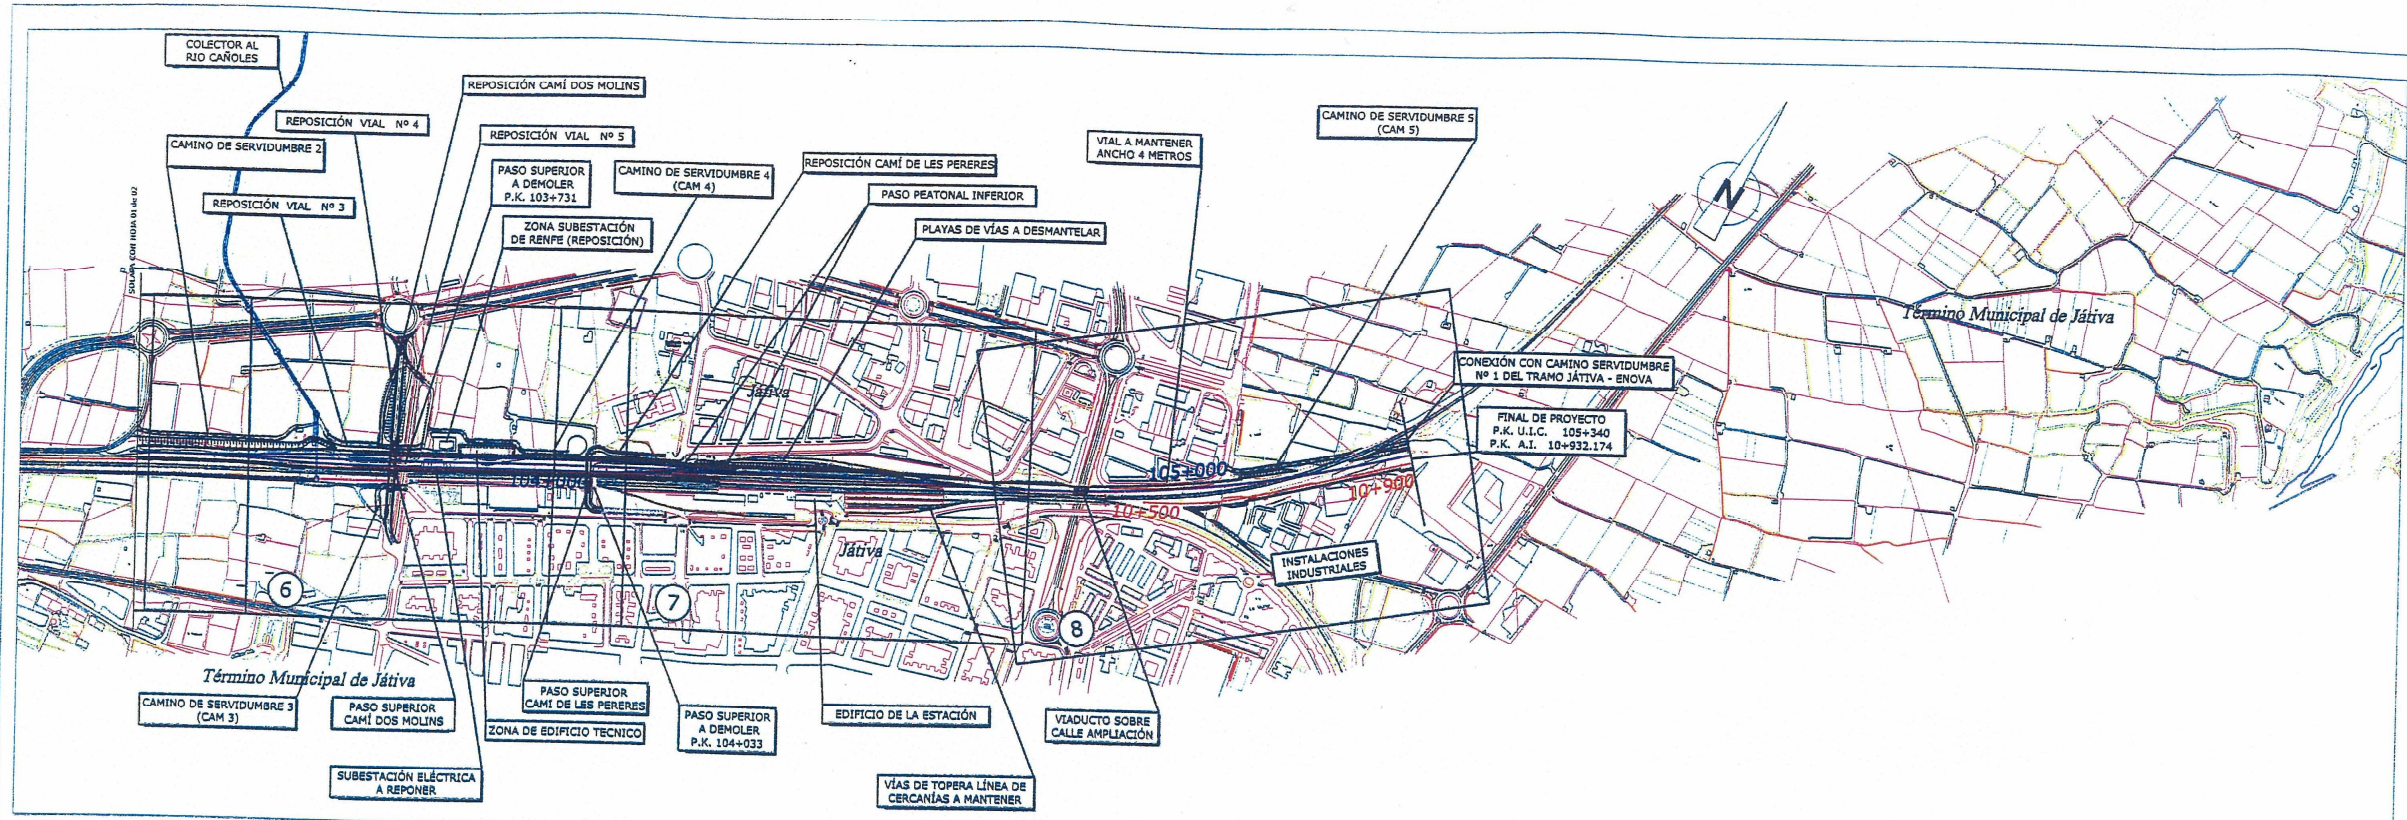 COLECTOR AL
RIO CAÑOLES
REPOSICIÓN CAMÍ DOS MOLINS
REPOSICIÓN VIAL Nº 4
REPOSICIÓN VIAL Nº 5
CAMINO DE SERVIDUMBRE 2
PASO SUPERIOR
A DEMOLER
P.K. 103+731
REPOSICIÓN VIAL Nº 3
ZONA SUBESTACIÓN
DE RENFE (REPOSICIÓN)
CAMINO DE SERVIDUMBRE 4
(CAM 4)
REPOSICIÓN CAMÍ DE LES PERERES
PASO PEATONAL INFERIOR
PLAYAS DE VÍAS A DESMANTELAR
VIAL A MANTENER
ANCHO 4 METROS
CAMINO DE SERVIDUMBRE 5
(CAM 5)
N
SOLAPA CON HOJA 01 de 02
Término Municipal de Játiva
CONEXIÓN CON CAMINO SERVIDUMBRE
Nº 1 DEL TRAMO JÁTIVA - ENOVA
FINAL DE PROYECTO
P.K. U.I.C. 105+340
P.K. A.I. 10+932.174
Játiva
104+000
105+000
10+900
10+500
Játiva
INSTALACIONES
INDUSTRIALES
6
7
8
Término Municipal de Játiva
CAMINO DE SERVIDUMBRE 3
(CAM 3)
PASO SUPERIOR
CAMÍ DOS MOLINS
PASO SUPERIOR
CAMI DE LES PERERES
ZONA DE EDIFICIO TECNICO
PASO SUPERIOR
A DEMOLER
P.K. 104+033
EDIFICIO DE LA ESTACIÓN
VIADUCTO SOBRE
CALLE AMPLIACIÓN
SUBESTACIÓN ELÉCTRICA
A REPONER
VÍAS DE TOPERA LÍNEA DE
CERCANÍAS A MANTENER